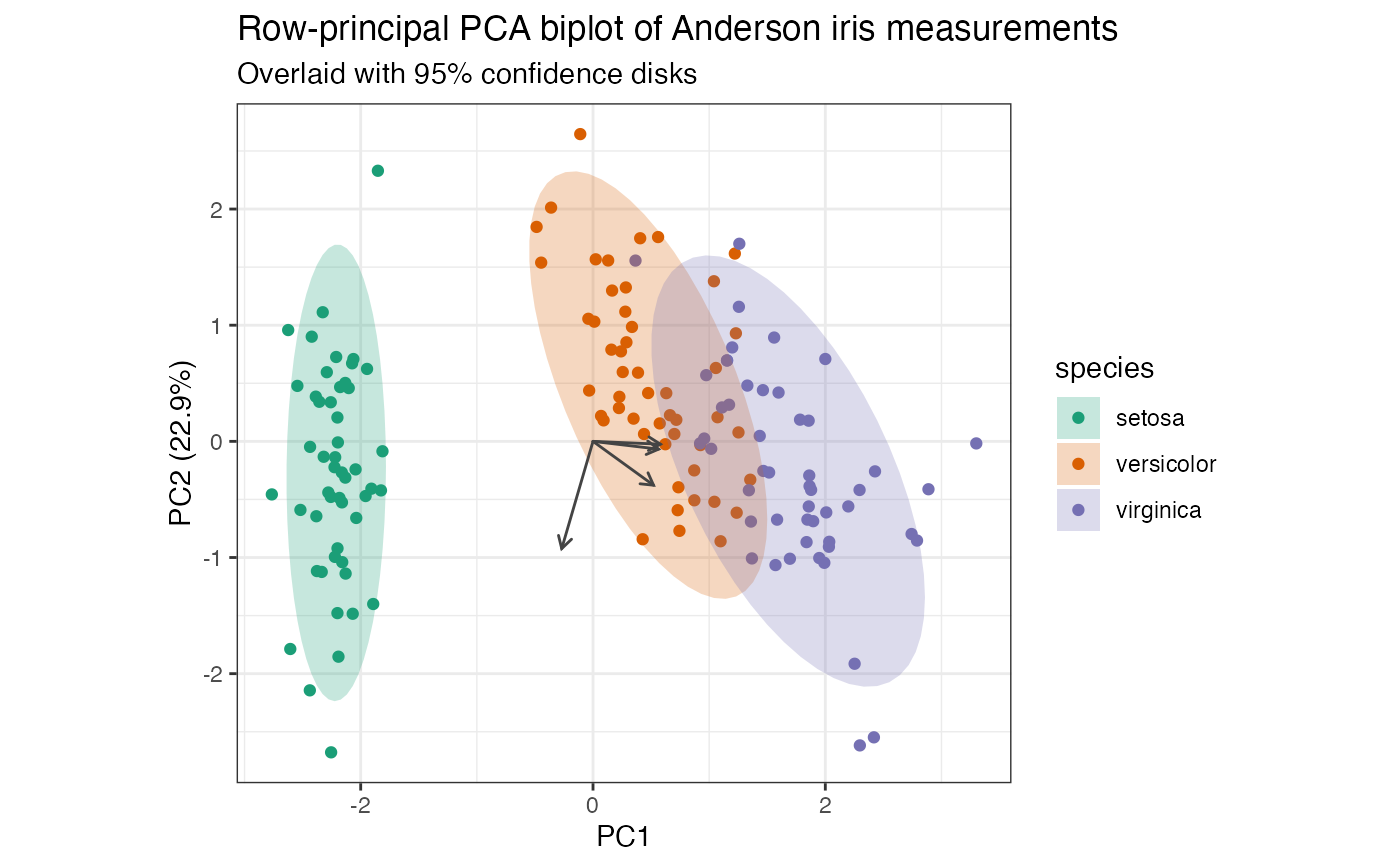 Row-principal PCA biplot of Anderson iris measurements
Overlaid with 95% confidence disks
PC2 (22.9%)
2
1
0
-1
-2
-2
0
2
PC1
species
setosa
versicolor
virginica